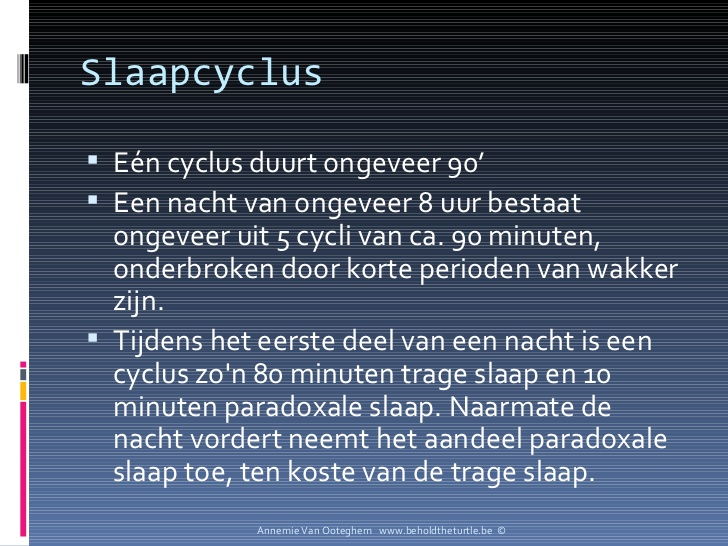 Slaapcyclus
▪ Eén cyclus duurt ongeveer 90’
▪ Een nacht van ongeveer 8 uur bestaat
ongeveer uit 5 cycli van ca. 90 minuten,
onderbroken door korte perioden van wakker
zijn.
▪ Tijdens het eerste deel van een nacht is een
cyclus zo'n 80 minuten trage slaap en 10
minuten paradoxale slaap. Naarmate de
nacht vordert neemt het aandeel paradoxale
slaap toe, ten koste van de trage slaap.
Annemie Van Ooteghem www.beholdtheturtle.be ©